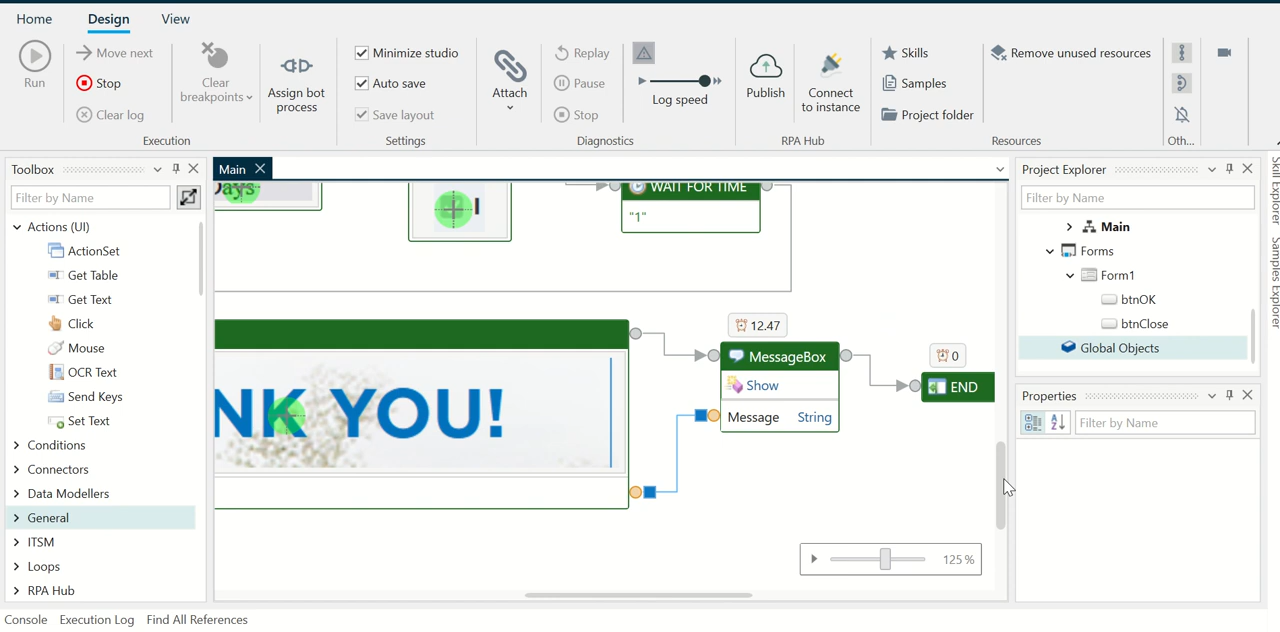 Home Design View
Run
Move next
Stop
Clear log
Clear
breakpoints
Assign bot
process
Execution
Minimize studio
Auto save
Save layout
Settings
Attach
Replay
Pause
Stop
Log speed
Diagnostics
Publish
Connect
to instance
RPA Hub
Skills
Samples
Project folder
Remove unused resources
Resources
Oth...
Toolbox
Filter by Name
Actions (UI)
ActionSet
Get Table
Get Text
Click
Mouse
OCR Text
Send Keys
Set Text
Conditions
Connectors
Data Modellers
General
ITSM
Loops
RPA Hub
Main
Days
WAIT FOR TIME
"1"
NK YOU!
12.47
MessageBox
Show
Message String
0
END
125 %
Project Explorer
Filter by Name
Main
Forms
Form1
btnOK
btnClose
Global Objects
Properties
Filter by Name
Skill Explorer
Samples Explorer
Console Execution Log Find All References